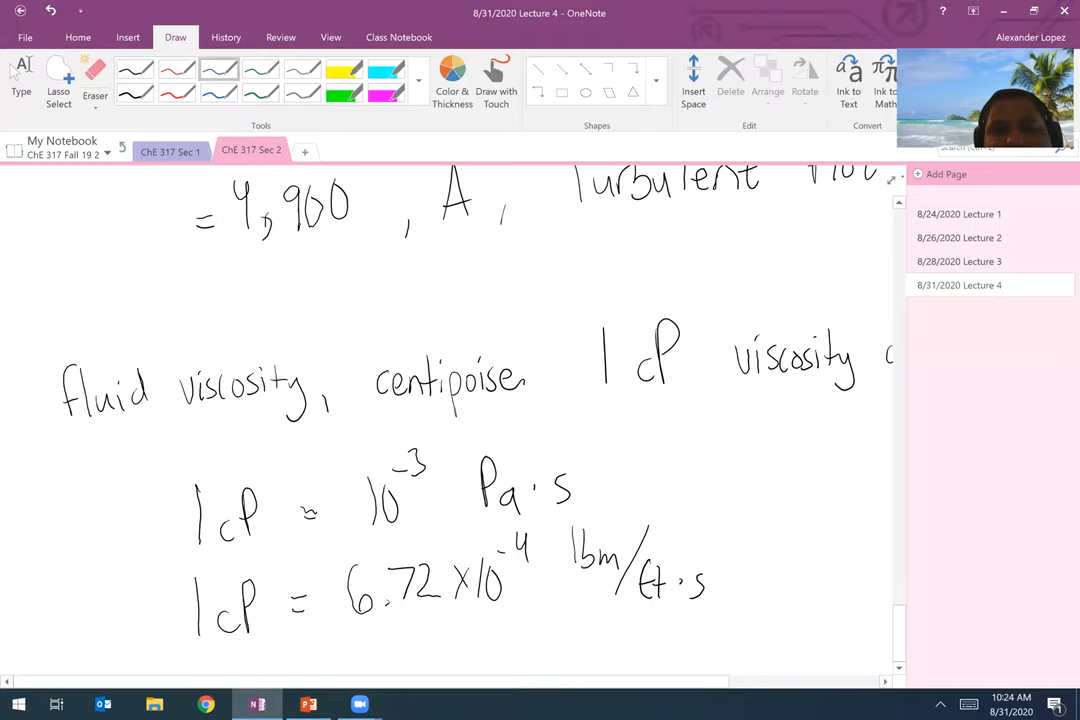 8/31/2020 Lecture 4 - OneNote
?
File Home Insert Draw History Review View Class Notebook
Alexander Lopez
Type
Lasso Select
Eraser
Color & Thickness
Draw with Touch
Insert Space
Delete
Arrange
Rotate
Ink to Text
Ink to Math
Tools
Shapes
Edit
Convert
My Notebook
ChE 317 Fall 19 2
ChE 317 Sec 1
ChE 317 Sec 2
Add Page
8/24/2020 Lecture 1
8/26/2020 Lecture 2
8/28/2020 Lecture 3
8/31/2020 Lecture 4
= 4,900 , A , Turbulent
fluid viscosity, centipoise 1 cP viscosity
1 cP = 10^-3 Pa·s
1 cP = 6.72 × 10^-4 lbm/ft·s
10:24 AM
8/31/2020